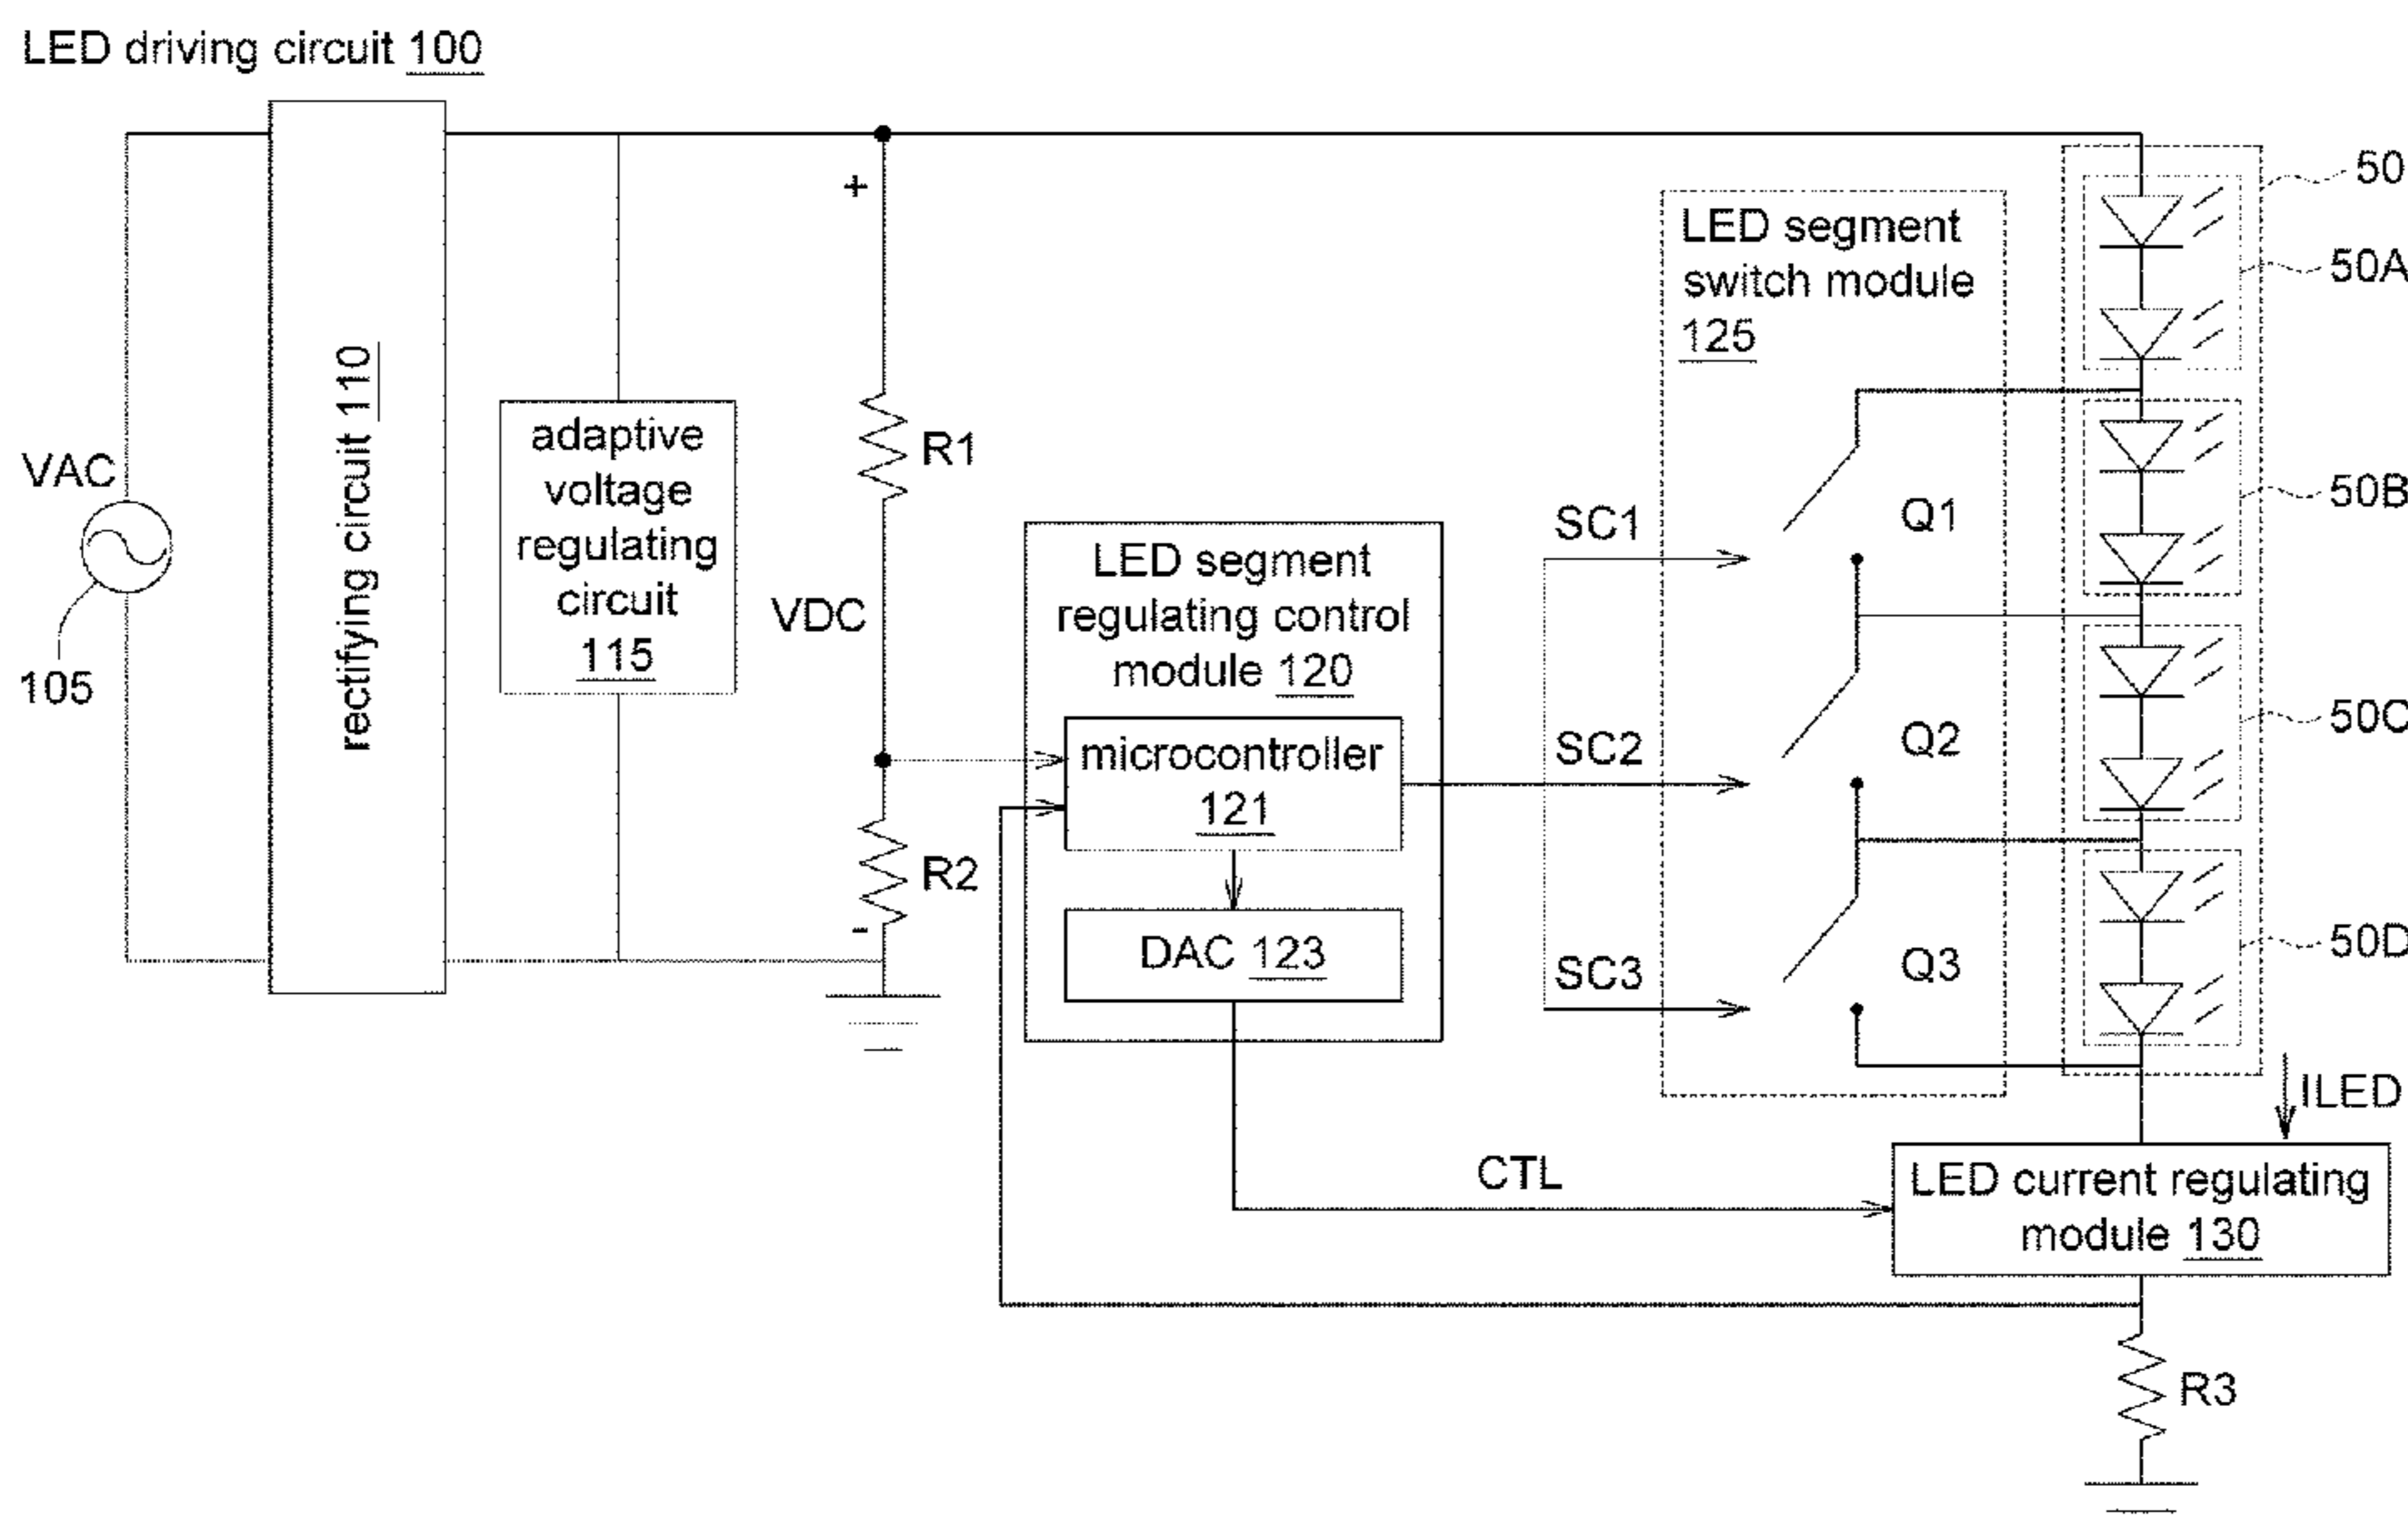 LED driving circuit 100
VAC
105
rectifying circuit 110
adaptive
voltage
regulating
circuit
115
+
VDC
-
R1
R2
LED segment
regulating control
module 120
microcontroller
121
DAC 123
SC1
SC2
SC3
LED segment
switch module
125
Q1
Q2
Q3
50
50A
50B
50C
50D
ILED
CTL
LED current regulating
module 130
R3